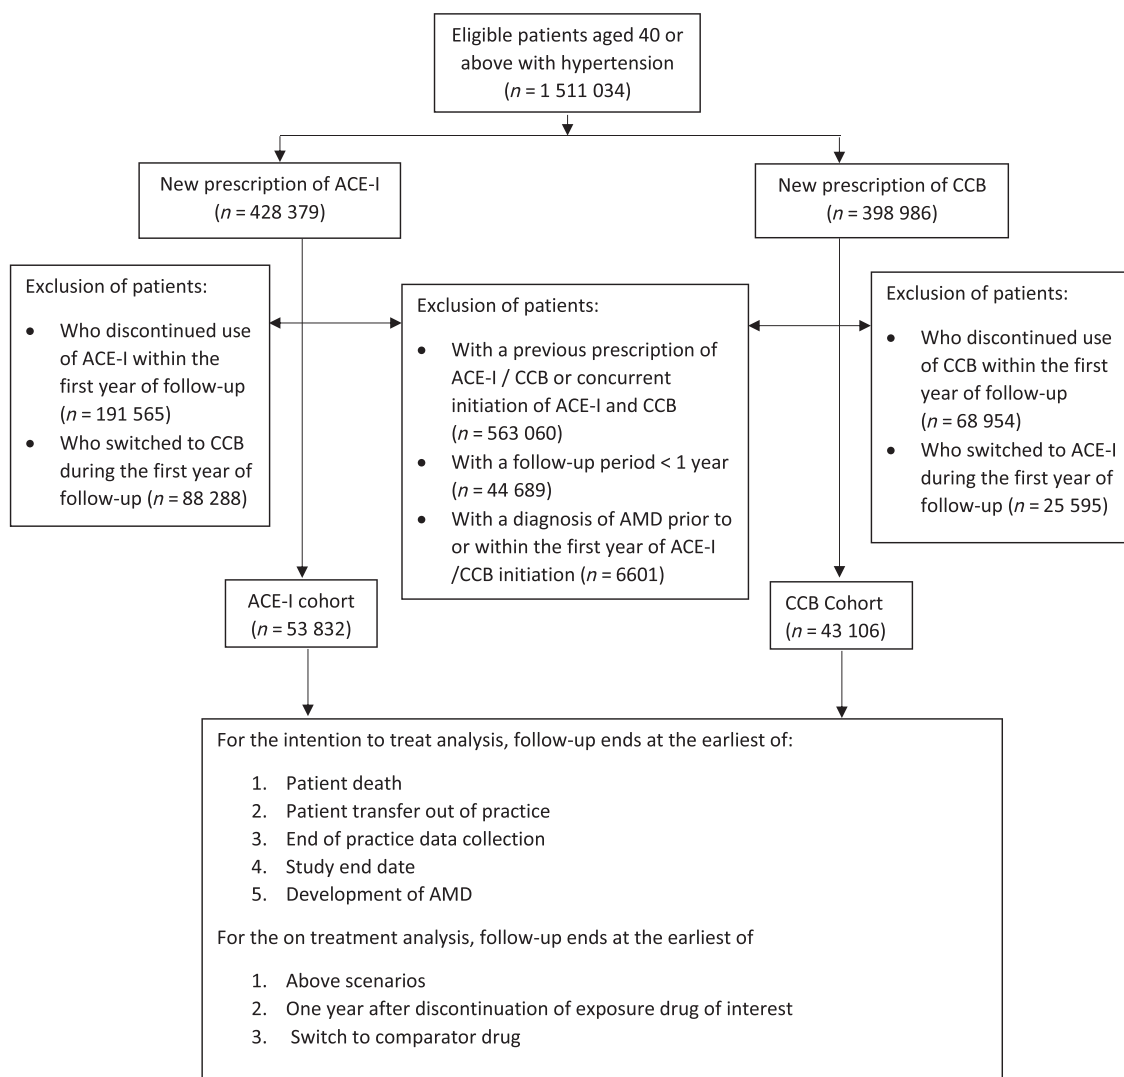 Eligible patients aged 40 or
above with hypertension
(n = 1 511 034)
New prescription of ACE-I
(n = 428 379)
New prescription of CCB
(n = 398 986)
Exclusion of patients:
● Who discontinued use
of ACE-I within the
first year of follow-up
(n = 191 565)
● Who switched to CCB
during the first year of
follow-up (n = 88 288)
Exclusion of patients:
● With a previous prescription of
ACE-I / CCB or concurrent
initiation of ACE-I and CCB
(n = 563 060)
● With a follow-up period < 1 year
(n = 44 689)
● With a diagnosis of AMD prior to
or within the first year of ACE-I
/CCB initiation (n = 6601)
Exclusion of patients:
● Who discontinued use
of CCB within the first
year of follow-up
(n = 68 954)
● Who switched to ACE-I
during the first year of
follow-up (n = 25 595)
ACE-I cohort
(n = 53 832)
CCB Cohort
(n = 43 106)
For the intention to treat analysis, follow-up ends at the earliest of:
1. Patient death
2. Patient transfer out of practice
3. End of practice data collection
4. Study end date
5. Development of AMD
For the on treatment analysis, follow-up ends at the earliest of
1. Above scenarios
2. One year after discontinuation of exposure drug of interest
3. Switch to comparator drug